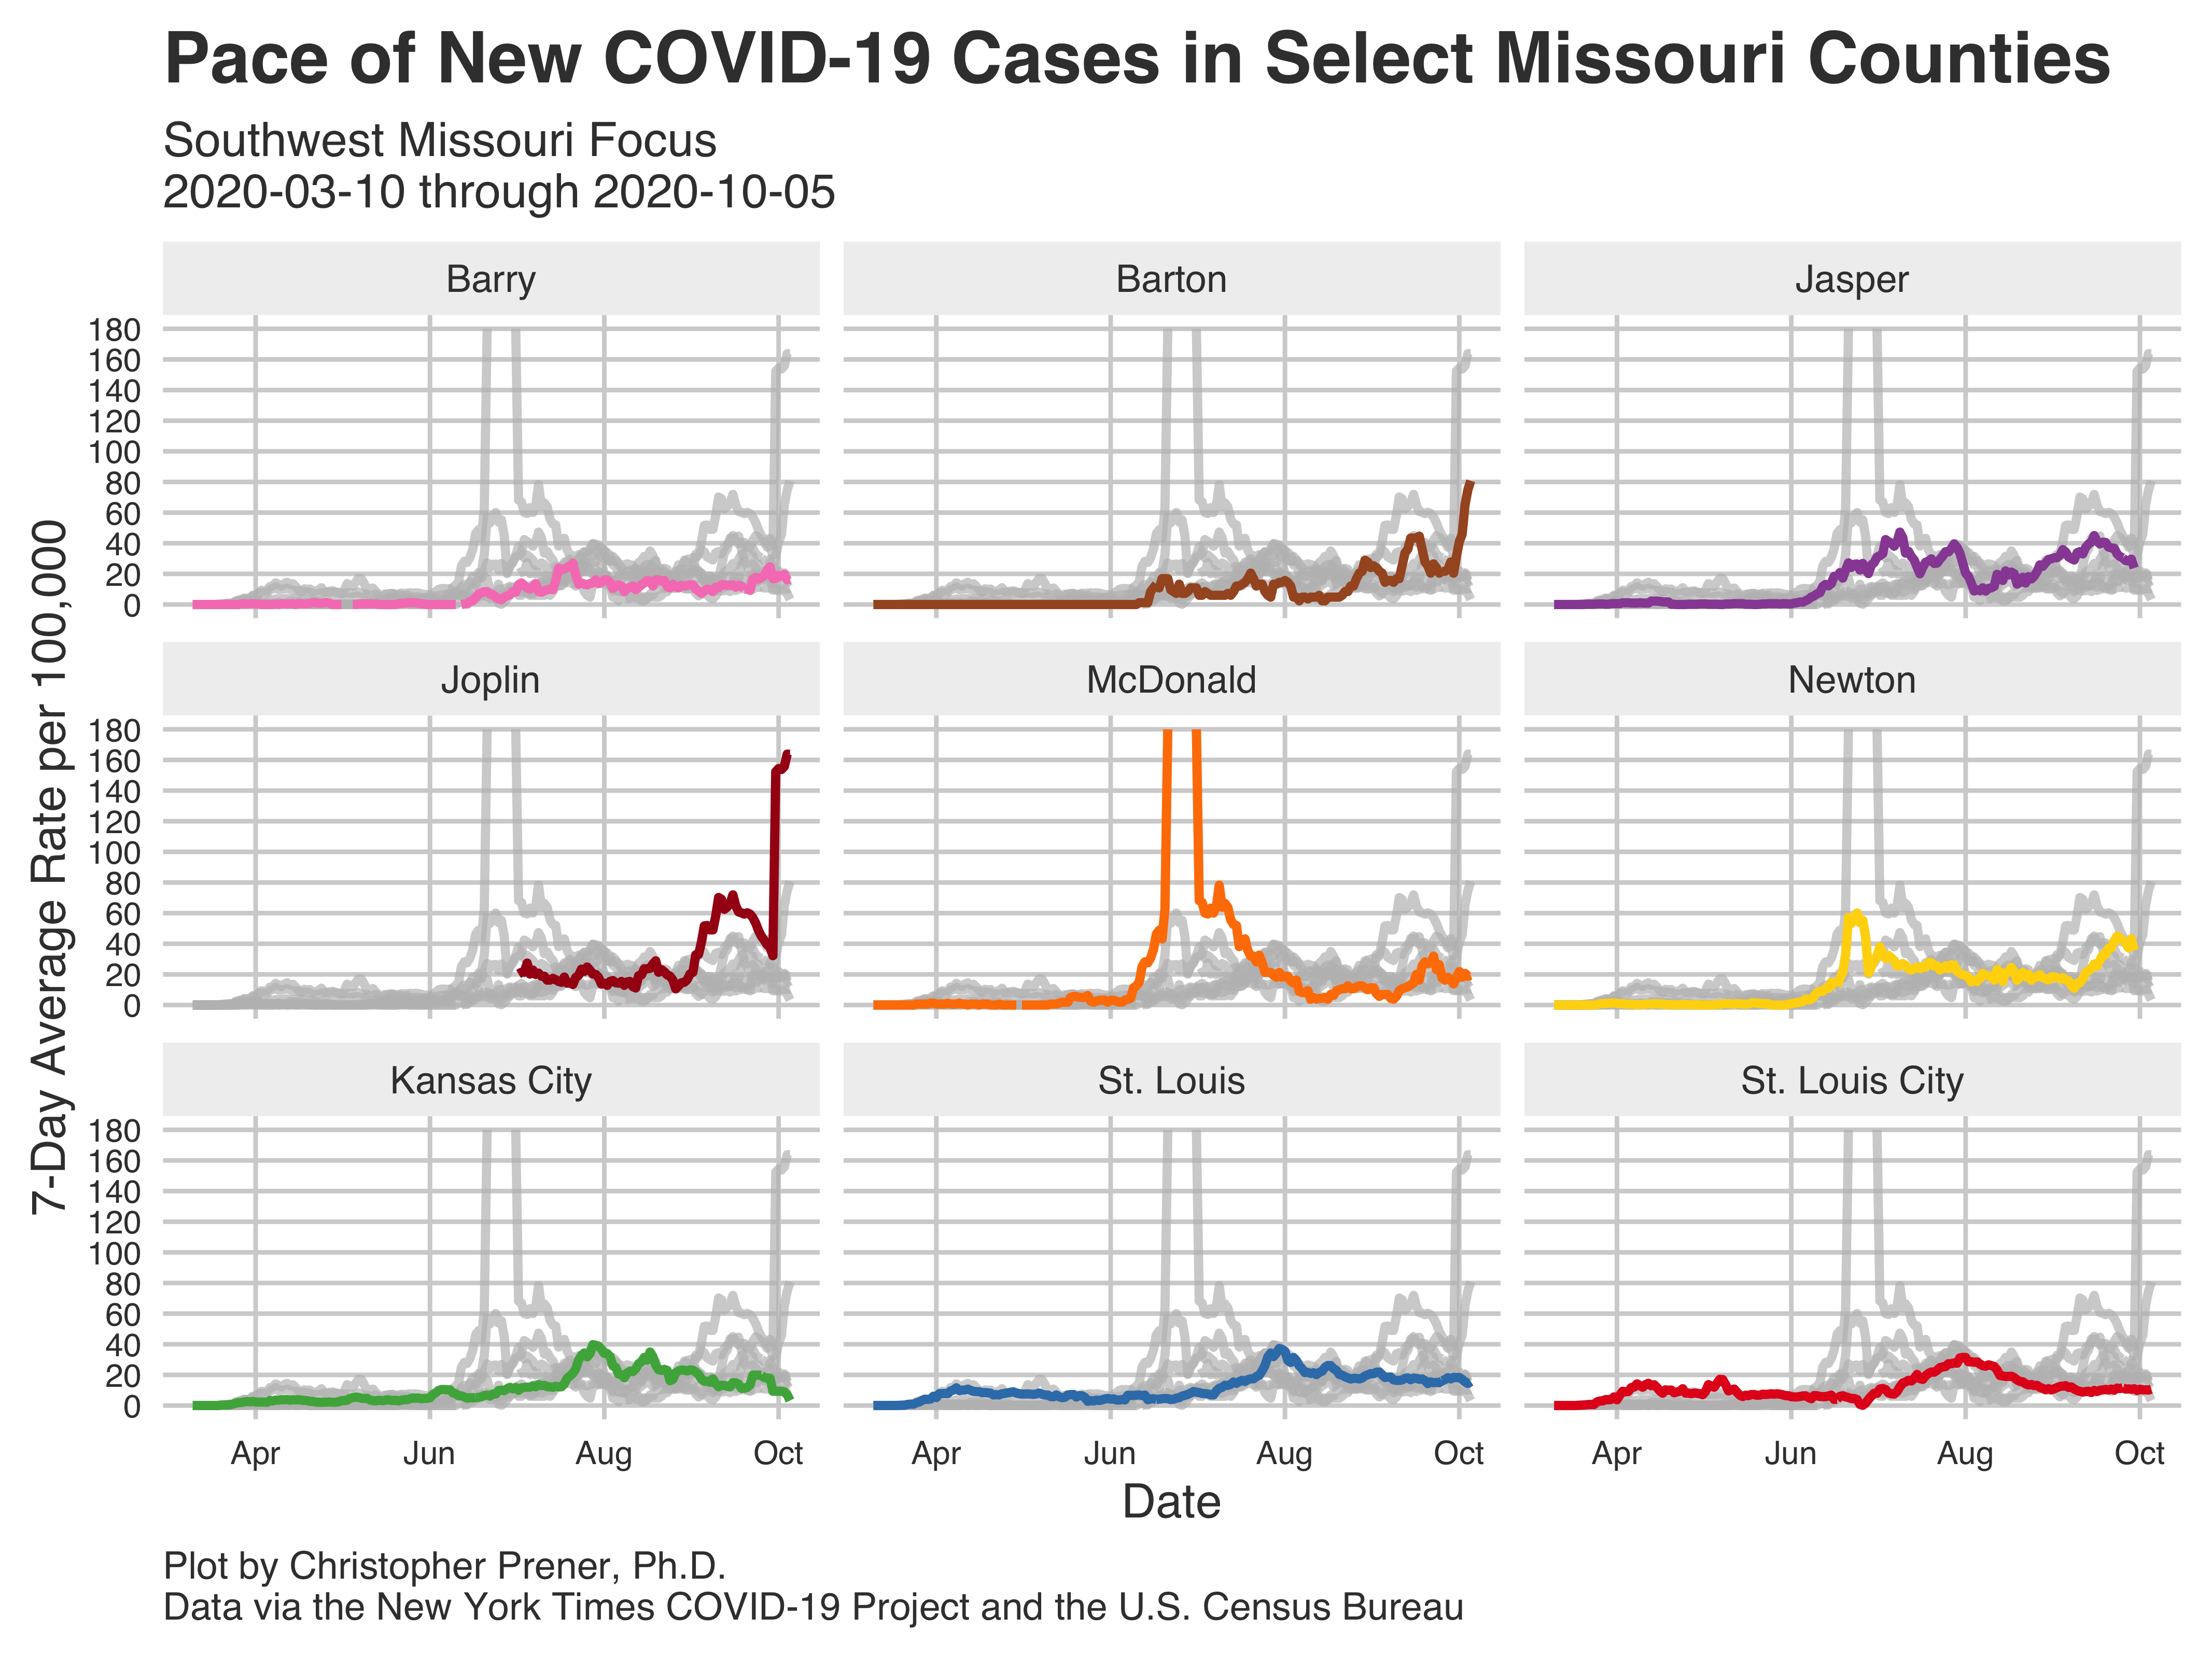 Pace of New COVID-19 Cases in Select Missouri Counties
Southwest Missouri Focus
2020-03-10 through 2020-10-05
Barry
Barton
Jasper
180
160
140
120
100
80
60
40
20
0
Joplin
McDonald
Newton
180
160
140
120
100
80
60
40
20
0
Kansas City
St. Louis
St. Louis City
180
160
140
120
100
80
60
40
20
0
7-Day Average Rate per 100,000
Apr Jun Aug Oct
Apr Jun Aug Oct
Apr Jun Aug Oct
Date
Plot by Christopher Prener, Ph.D.
Data via the New York Times COVID-19 Project and the U.S. Census Bureau